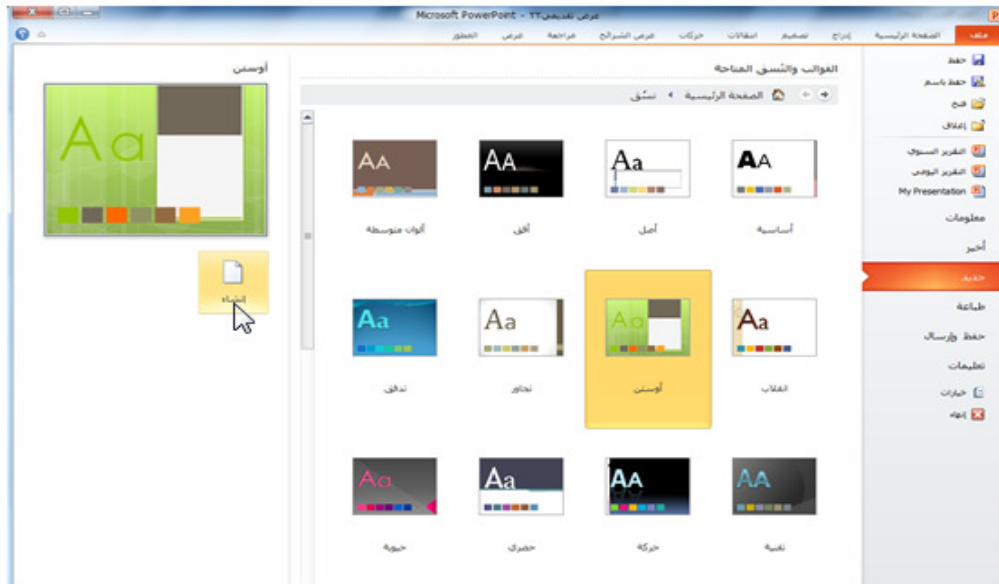 عرض تقديمي٢٢ - Microsoft PowerPoint
ملف الصفحة الرئيسية إدراج تصميم انتقالات حركات عرض الشرائح مراجعة عرض المطور
حفظ
حفظ باسم
فتح
إغلاق
التقرير السنوي
التقرير اليومي
My Presentation
معلومات
أخير
جديد
طباعة
حفظ وإرسال
تعليمات
خيارات
إنهاء
القوالب والنُسق المتاحة
الصفحة الرئيسية نسُق
AA Aa AA AA
أساسية أصل أفق ألوان متوسطة
Aa Aa Aa Aa
انقلاب أوستن تجاور تدفق
AA AA Aa Aa
تقنية حركة حضري حيوية
أوستن
Aa
إنشاء